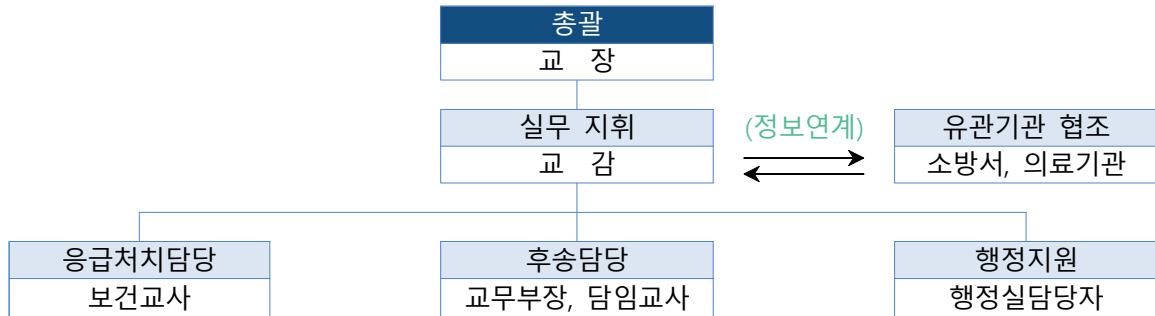 총괄
교 장
실무 지휘
교 감
(정보연계)
유관기관 협조
소방서, 의료기관
응급처치담당
보건교사
후송담당
교무부장, 담임교사
행정지원
행정실담당자